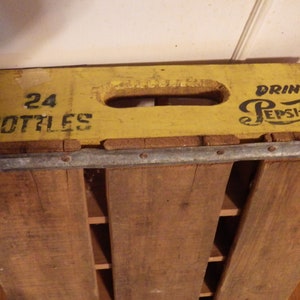 24
OTTLES
DRIN
PEPSI